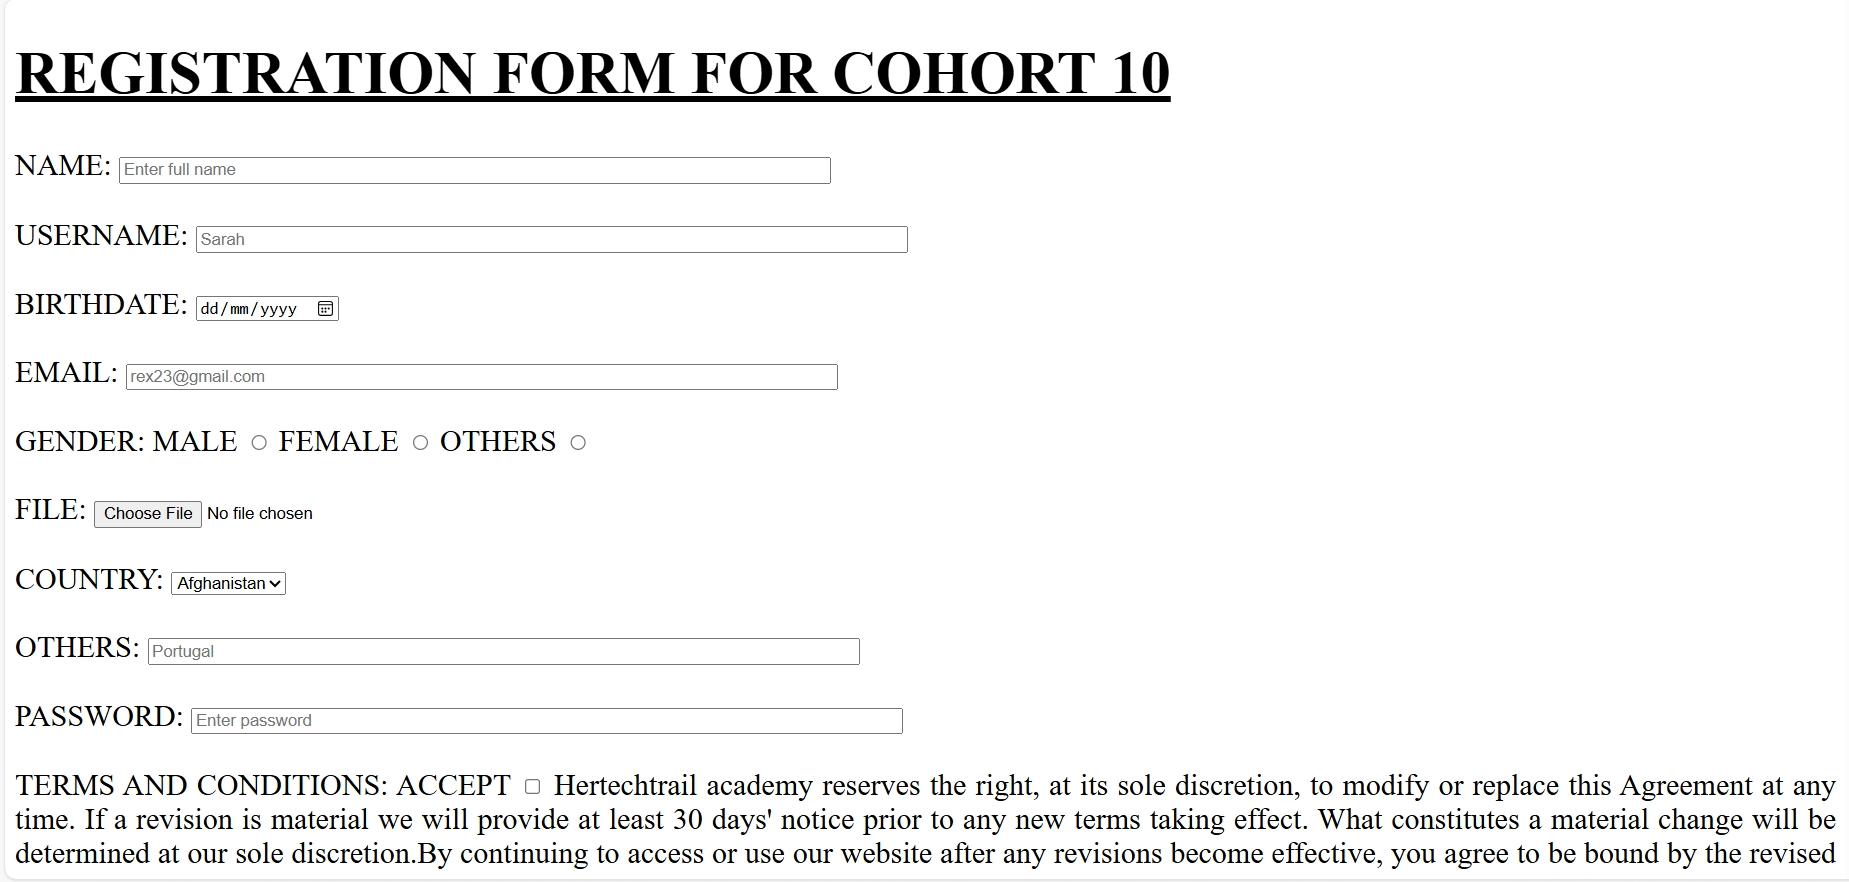 REGISTRATION FORM FOR COHORT 10
NAME: Enter full name
USERNAME: Sarah
BIRTHDATE: dd/mm/yyyy
EMAIL: rex23@gmail.com
GENDER: MALE FEMALE OTHERS
FILE: Choose File No file chosen
COUNTRY: Afghanistan
OTHERS: Portugal
PASSWORD: Enter password
TERMS AND CONDITIONS: ACCEPT Hertechtrail academy reserves the right, at its sole discretion, to modify or replace this Agreement at any
time. If a revision is material we will provide at least 30 days' notice prior to any new terms taking effect. What constitutes a material change will be
determined at our sole discretion.By continuing to access or use our website after any revisions become effective, you agree to be bound by the revised